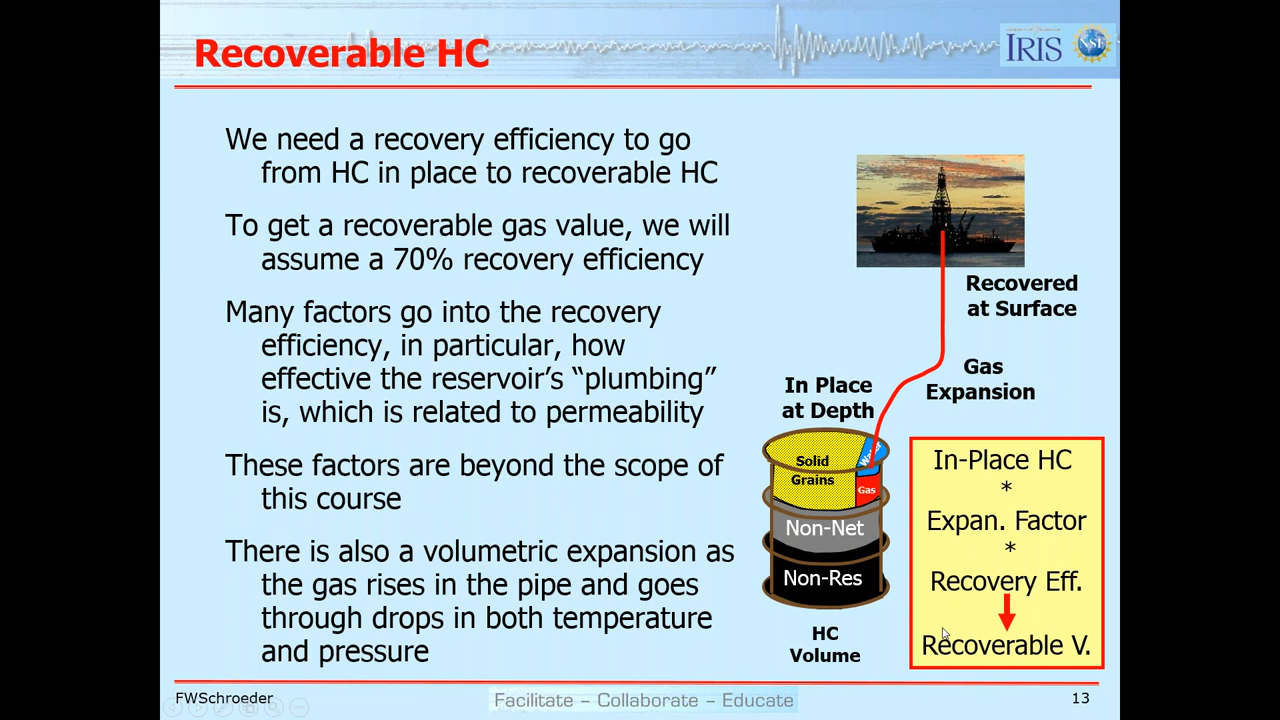 Recoverable HC
IRIS
NSF
We need a recovery efficiency to go
from HC in place to recoverable HC
To get a recoverable gas value, we will
assume a 70% recovery efficiency
Many factors go into the recovery
efficiency, in particular, how
effective the reservoir’s “plumbing”
is, which is related to permeability
These factors are beyond the scope of
this course
There is also a volumetric expansion as
the gas rises in the pipe and goes
through drops in both temperature
and pressure
Recovered
at Surface
Gas
Expansion
In Place
at Depth
Solid
Grains
Water
Gas
Non-Net
Non-Res
HC
Volume
In-Place HC
*
Expan. Factor
*
Recovery Eff.
Recoverable V.
FWSchroeder
Facilitate – Collaborate – Educate
13